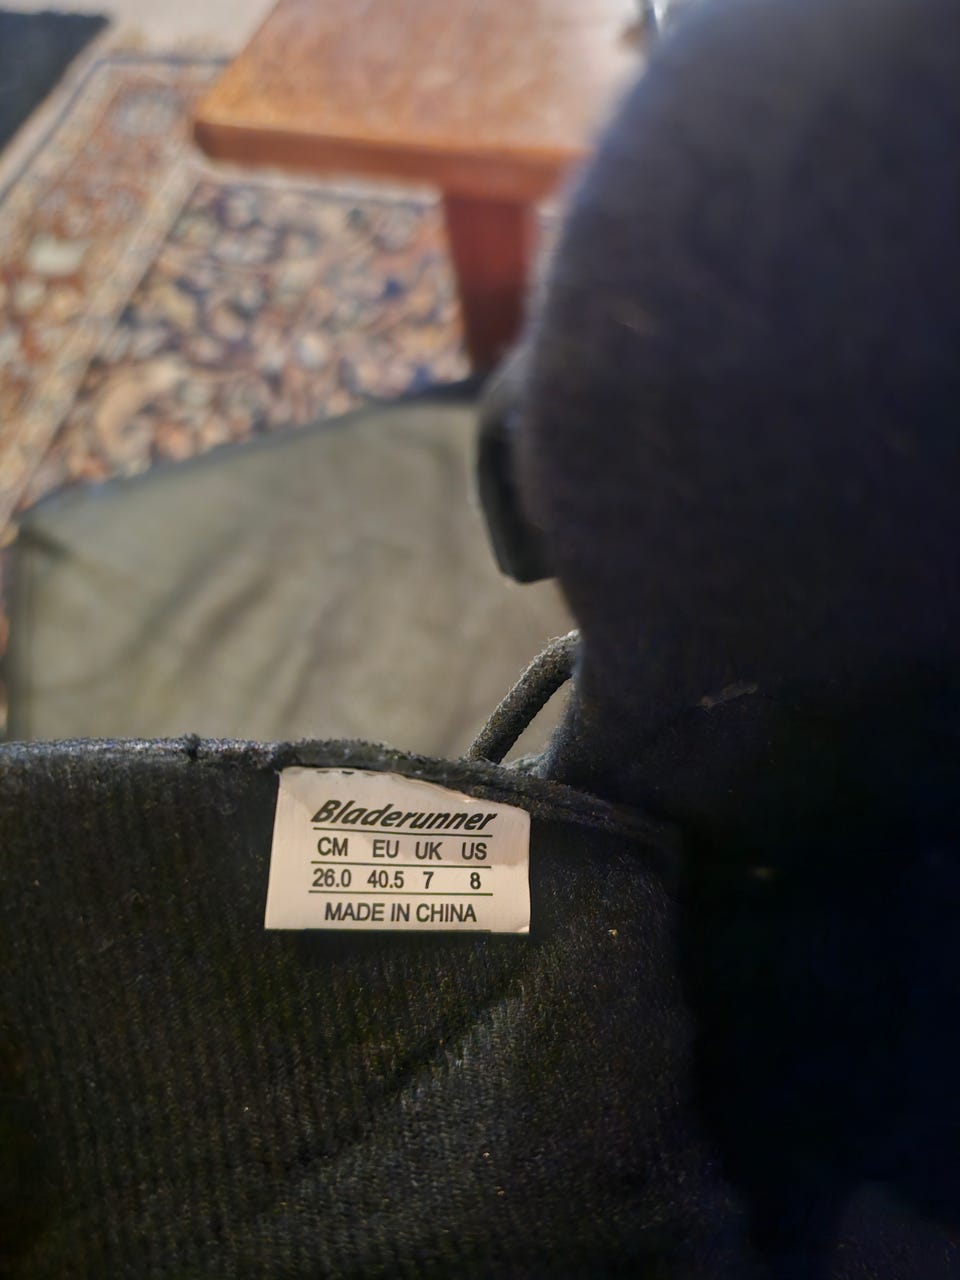 Bladerunner
CM EU UK US
26.0 40.5 7 8
MADE IN CHINA